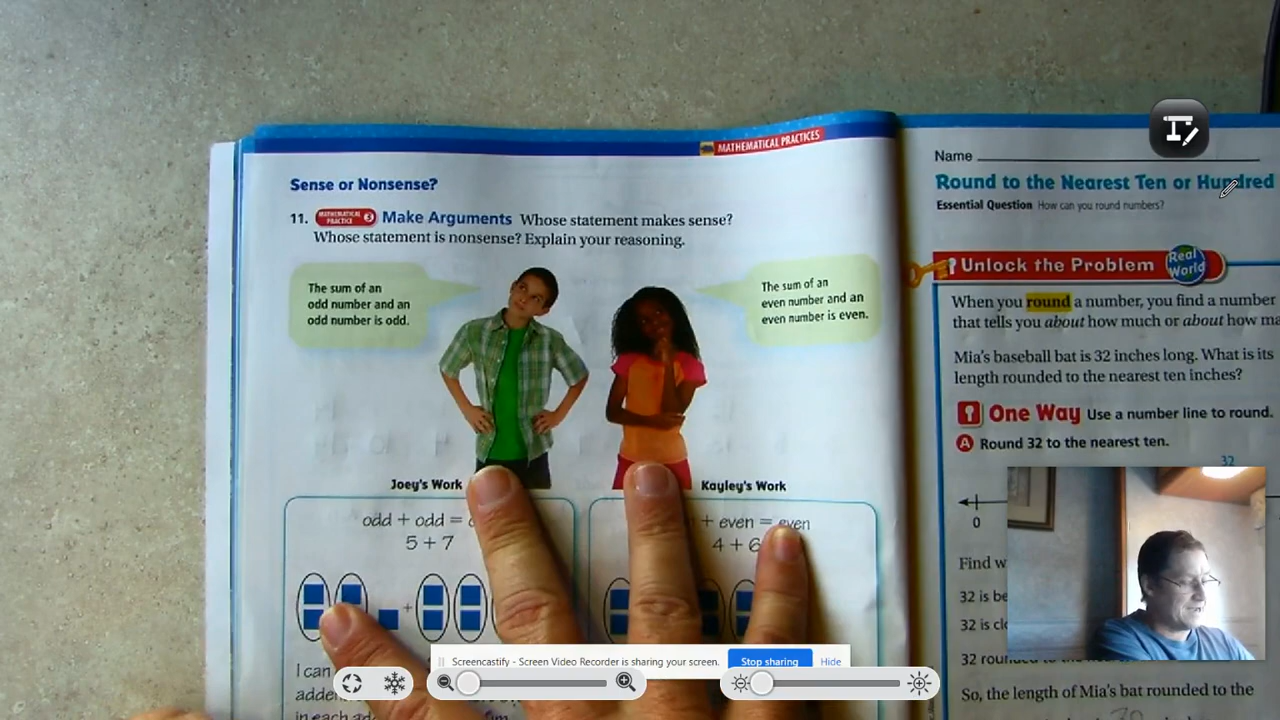 MATHEMATICAL PRACTICES
Sense or Nonsense?
11. MATHEMATICAL PRACTICE 3 Make Arguments Whose statement makes sense?
Whose statement is nonsense? Explain your reasoning.
The sum of an
odd number and an
odd number is odd.
The sum of an
even number and an
even number is even.
Joey's Work
odd + odd =
5 + 7
+
I can
in each
Kayley's Work
+ even = even
4 + 6
Name
Round to the Nearest Ten or Hundred
Essential Question How can you round numbers?
Unlock the Problem
Real
World
When you round a number, you find a number
that tells you about how much or about how
Mia's baseball bat is 32 inches long. What is its
length rounded to the nearest ten inches?
One Way Use a number line to round.
A Round 32 to the nearest ten.
32
0
Find
32 is
32 is
32
So, the length of Mia's bat rounded to the
Screencastify - Screen Video Recorder is sharing your screen.
Stop sharing
Hide